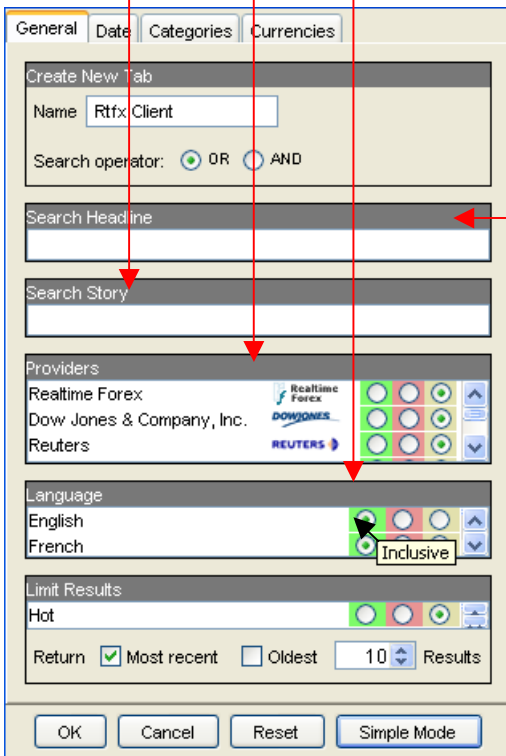 General Date Categories Currencies
Create New Tab
Name Rtfx Client
Search operator: OR AND
Search Headline
Search Story
Providers
Realtime Forex Realtime Forex
Dow Jones & Company, Inc. DOWJONES
Reuters REUTERS
Language
English
French
Inclusive
Limit Results
Hot
Return Most recent Oldest 10 Results
OK Cancel Reset Simple Mode